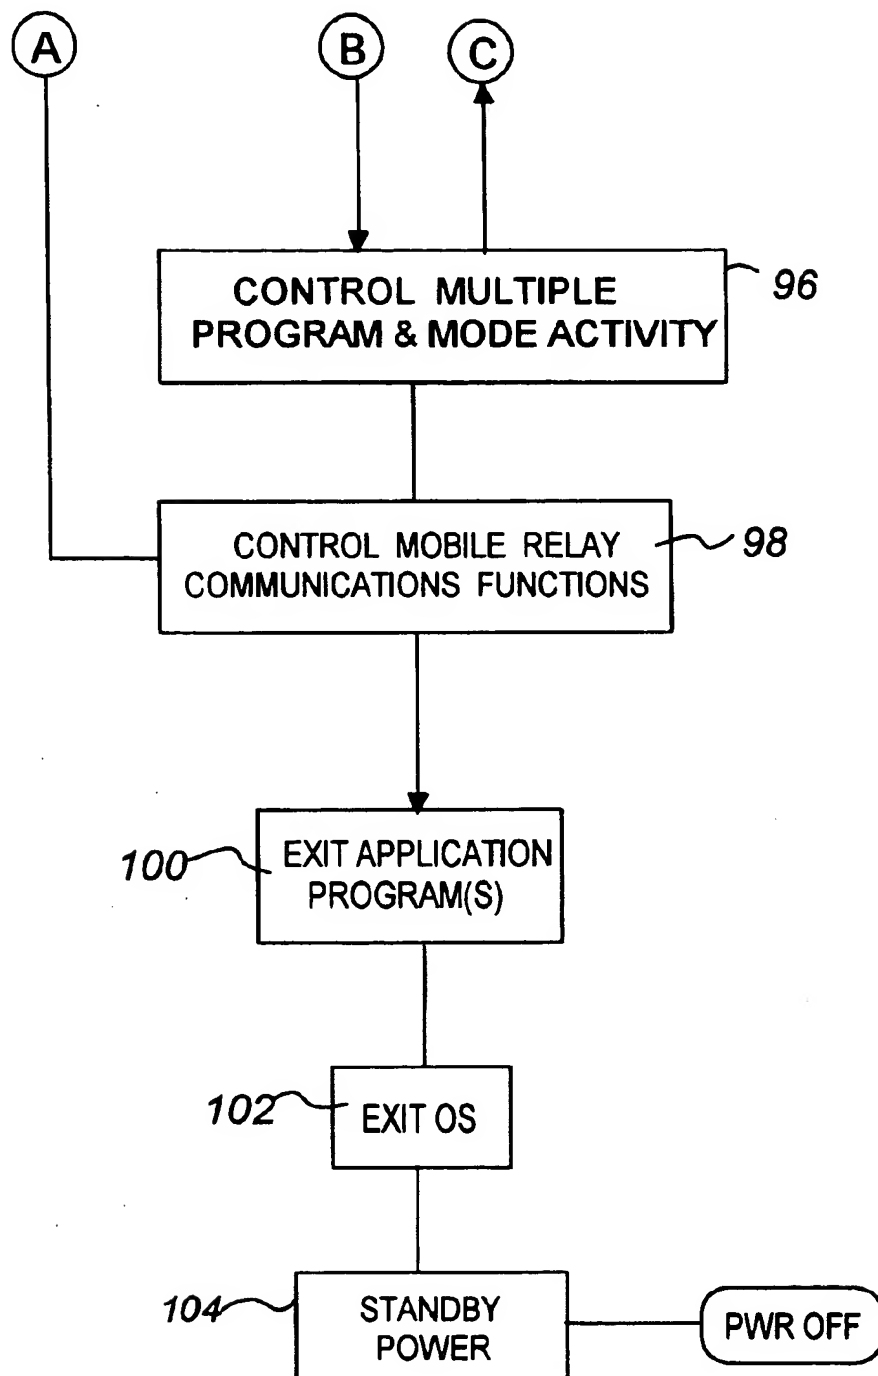 A
B
C
CONTROL MULTIPLE
PROGRAM & MODE ACTIVITY
96
CONTROL MOBILE RELAY
COMMUNICATIONS FUNCTIONS
98
100
EXIT APPLICATION
PROGRAM(S)
102
EXIT OS
104
STANDBY
POWER
PWR OFF